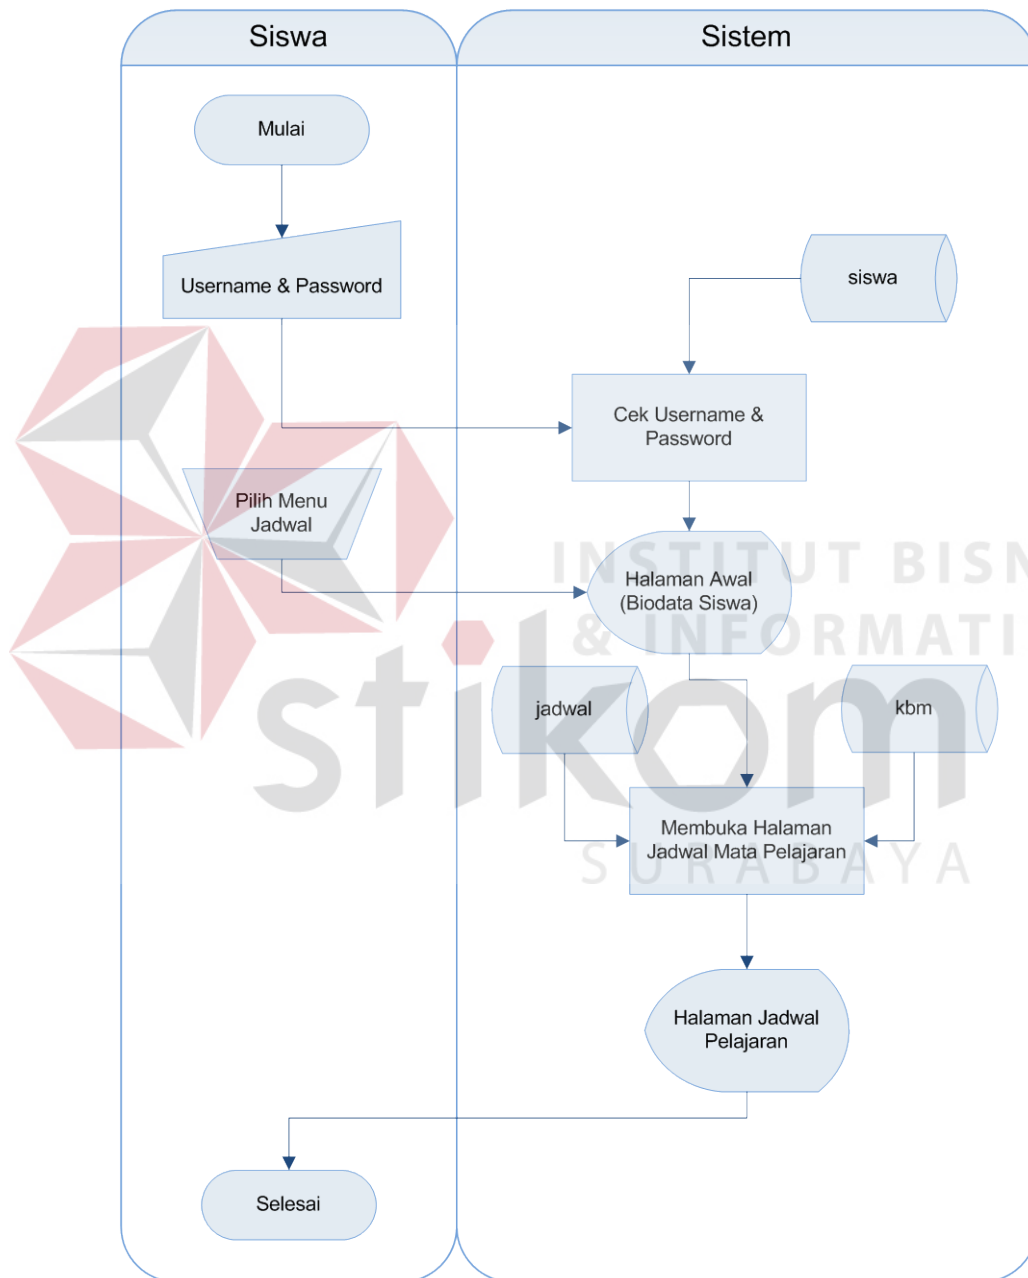 Siswa
Sistem
Mulai
Username & Password
siswa
Cek Username &
Password
Pilih Menu
Jadwal
Halaman Awal
(Biodata Siswa)
INSTITUT BISN
& INFORMATI
stikom
SURABAYA
jadwal
kbm
Membuka Halaman
Jadwal Mata Pelajaran
Halaman Jadwal
Pelajaran
Selesai